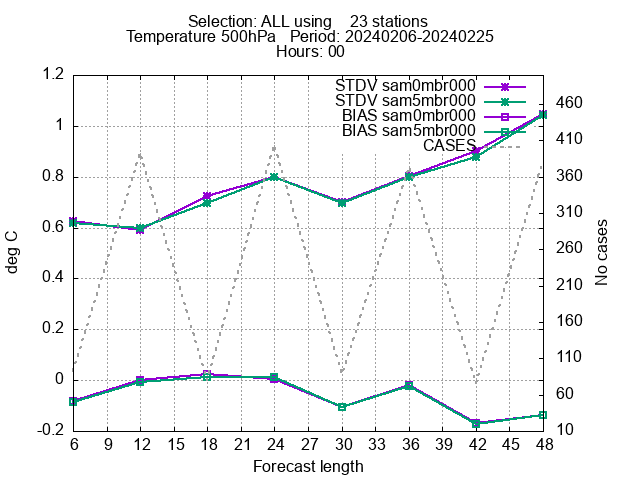 Selection: ALL using    23 stations
Temperature 500hPa   Period: 20240206-20240225
Hours: 00
STDV sam0mbr000
STDV sam5mbr000
BIAS sam0mbr000
BIAS sam5mbr000
CASES
1.2
1
0.8
0.6
0.4
0.2
0
-0.2
deg C
460
410
360
310
260
210
160
110
60
10
No cases
6 9 12 15 18 21 24 27 30 33 36 39 42 45 48
Forecast length